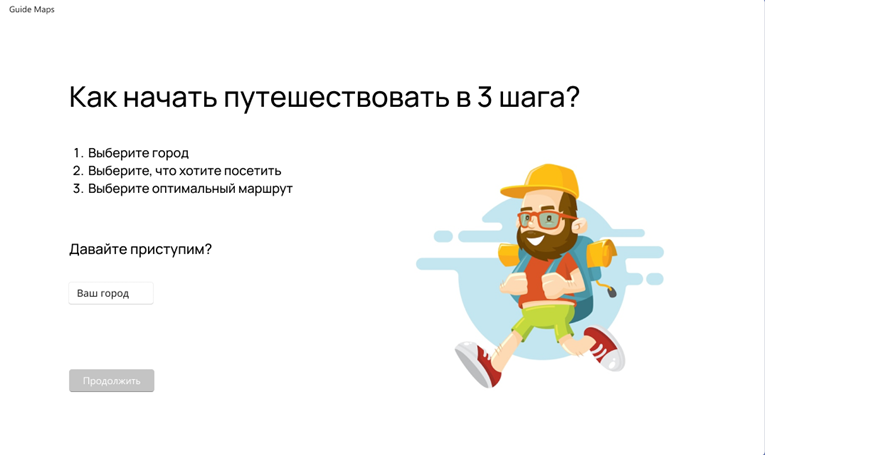 Guide Maps
Как начать путешествовать в 3 шага?
1. Выберите город
2. Выберите, что хотите посетить
3. Выберите оптимальный маршрут
Давайте приступим?
Ваш город
Продолжить